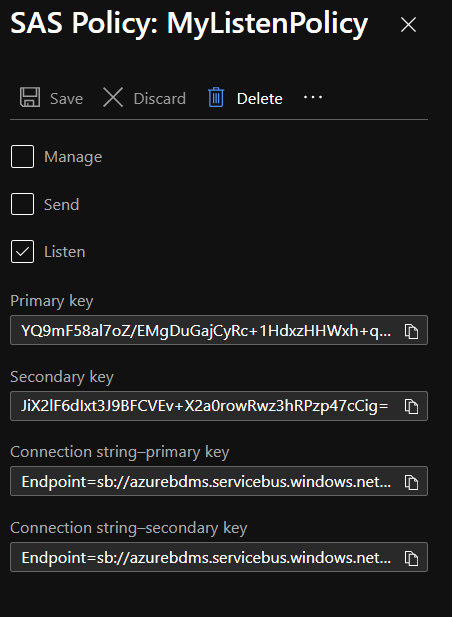 SAS Policy: MyListenPolicy
Save Discard Delete ...
Manage
Send
Listen
Primary key
YQ9mF58al7oZ/EMgDuGajCyRc+1HdxzHHWxh+q...
Secondary key
JiX2lF6dIxt3J9BFCVEv+X2a0rowRwz3hRPzp47cCig=
Connection string–primary key
Endpoint=sb://azurebdms.servicebus.windows.net...
Connection string–secondary key
Endpoint=sb://azurebdms.servicebus.windows.net...